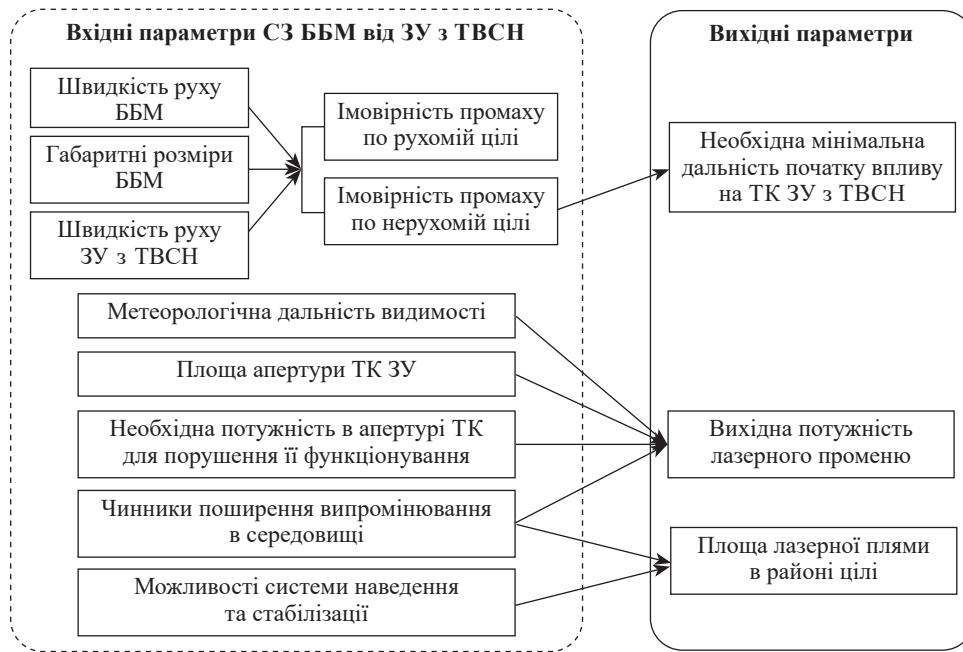 Вхідні параметри СЗ ББМ від ЗУ з ТВСН
Швидкість руху
ББМ
Габаритні розміри
ББМ
Швидкість руху
ЗУ з ТВСН
Імовірність промаху
по рухомій цілі
Імовірність промаху
по нерухомій цілі
Метеорологічна дальність видимості
Площа апертури ТК ЗУ
Необхідна потужність в апертурі ТК
для порушення її функціонування
Чинники поширення випромінювання
в середовищі
Можливості системи наведення
та стабілізації
Вихідні параметри
Необхідна мінімальна
дальність початку впливу
на ТК ЗУ з ТВСН
Вихідна потужність
лазерного променю
Площа лазерної плями
в районі цілі